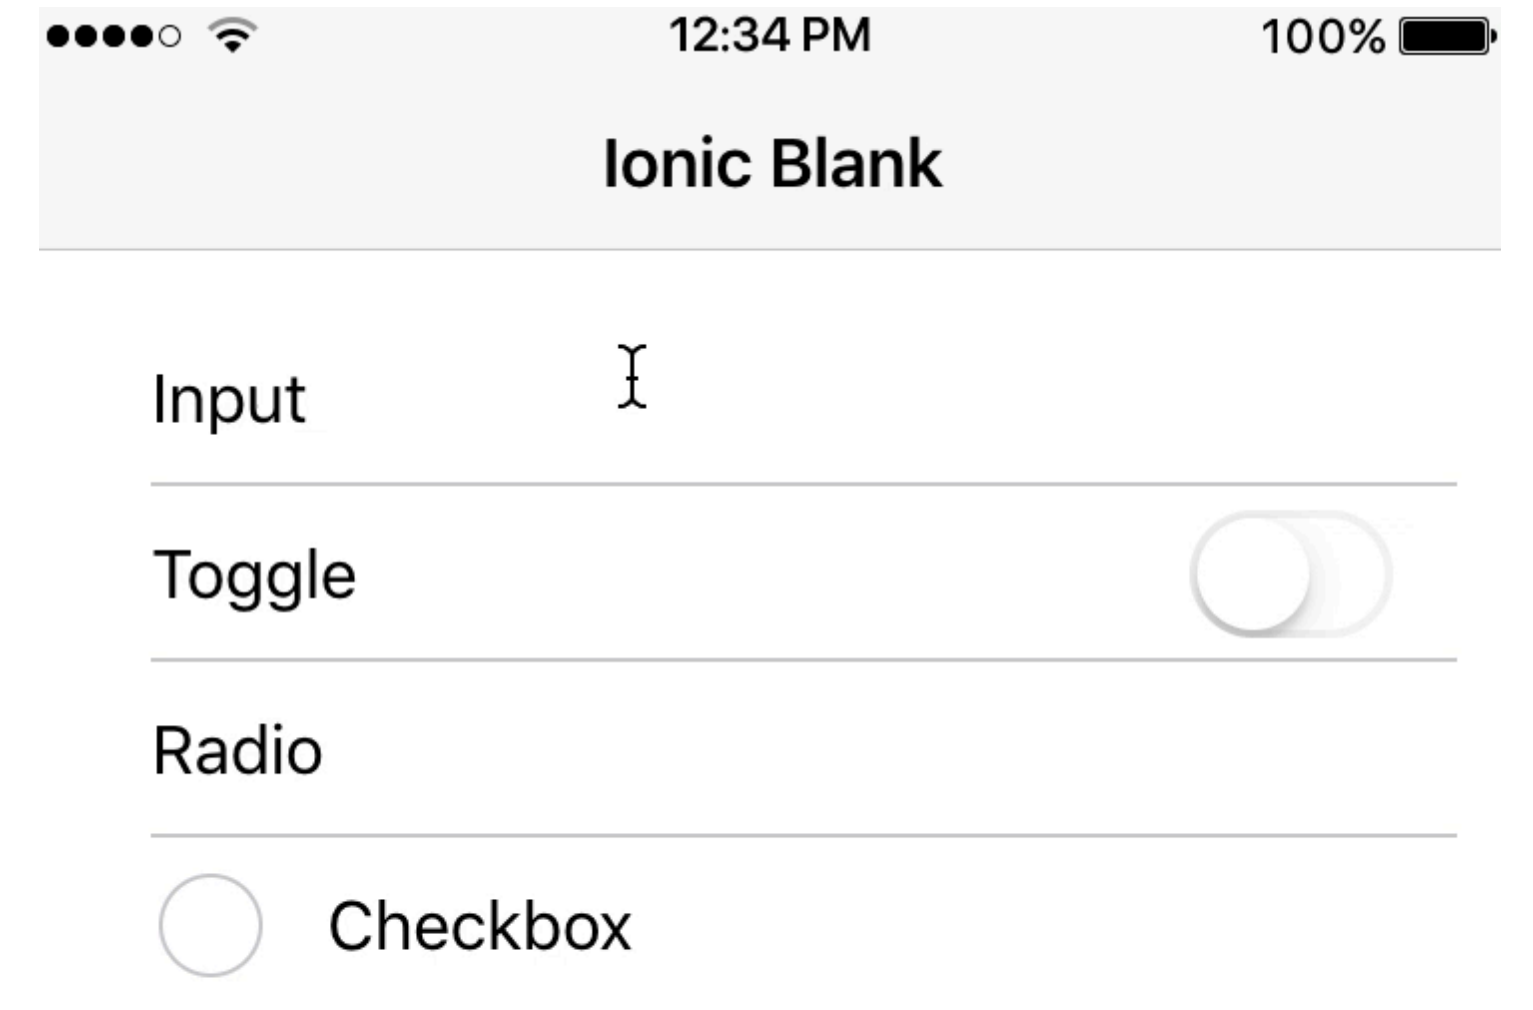 12:34 PM 100%
Ionic Blank
Input
Toggle
Radio
Checkbox